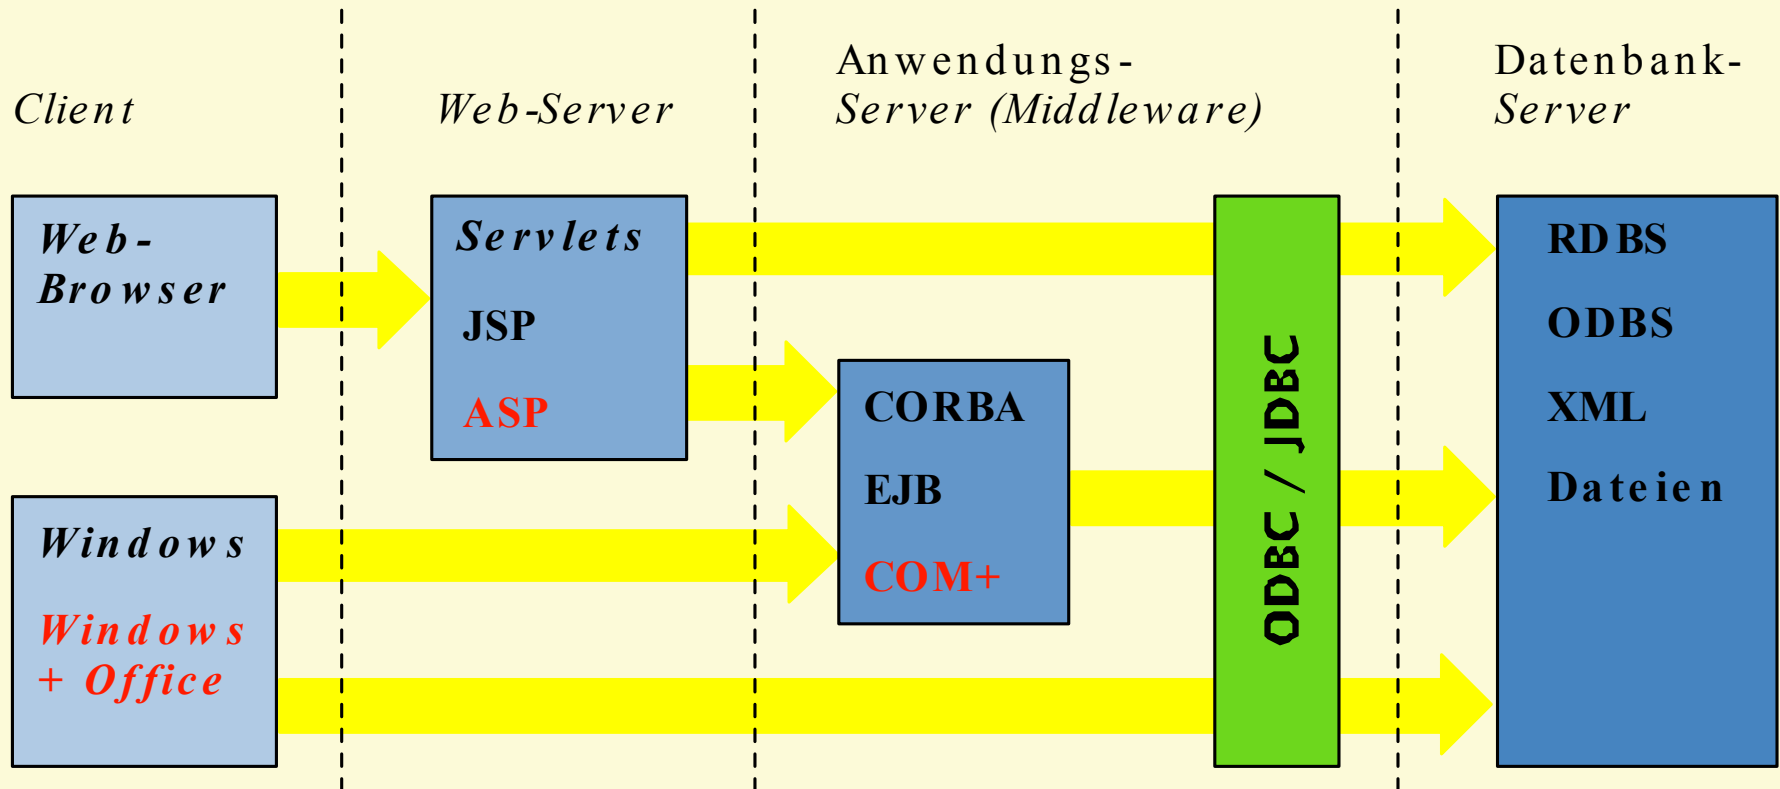 Client
Web-Server
Anwendungs-
Server (Middleware)
Datenbank-
Server
Web-
Browser
Servlets
JSP
ASP
Windows
Windows
+ Office
CORBA
EJB
COM+
ODBC / JDBC
RDBS
ODBS
XML
Dateien